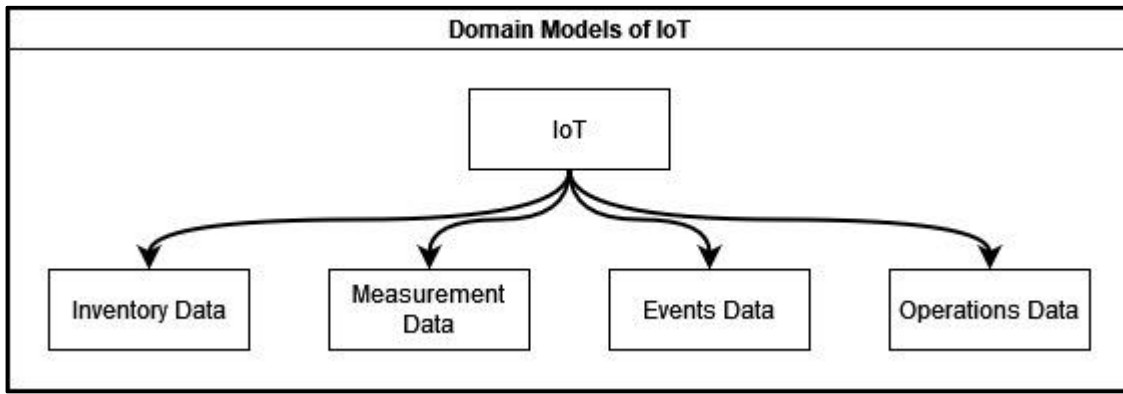 Domain Models of IoT
IoT
Inventory Data
Measurement
Data
Events Data
Operations Data